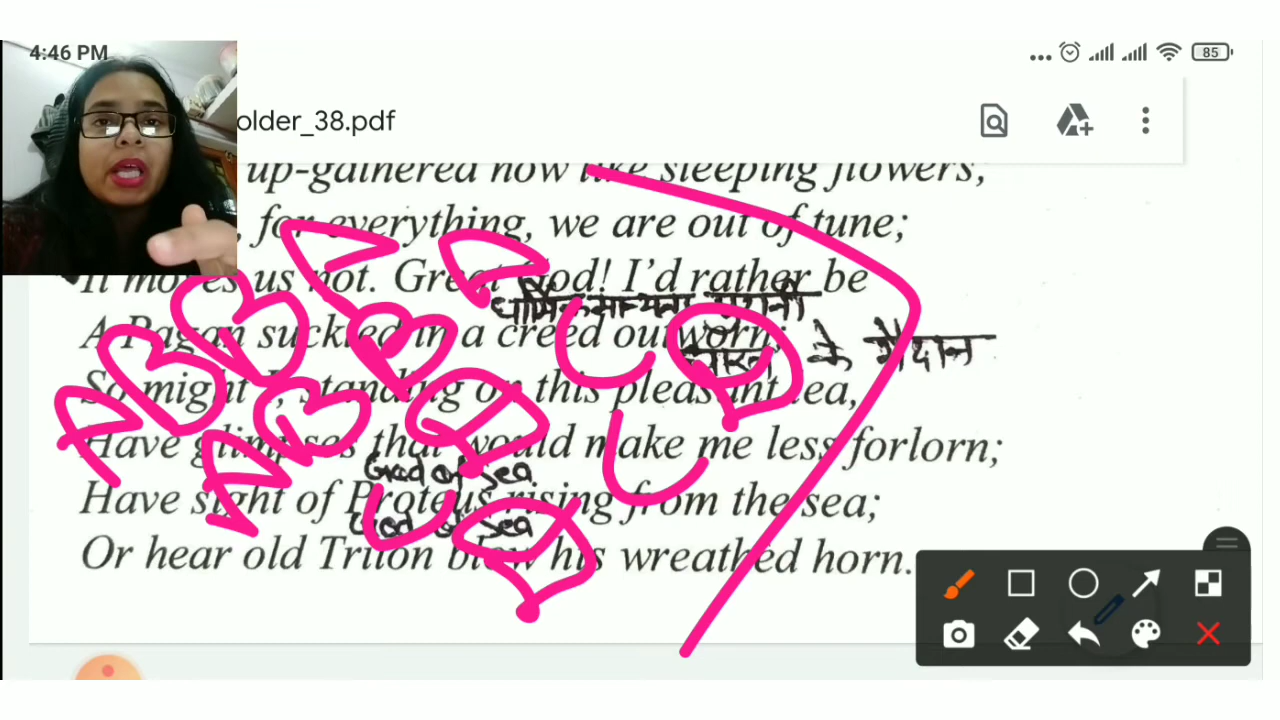 4:46 PM 85
older_38.pdf
up-gathered now like sleeping flowers,
for everything, we are out of tune;
It moves us not. Great God! I'd rather be
धार्मिक मान्यता पुरानी
A Pagan suckled in a creed outworn;
के मैदान
So might I, standing on this pleasant lea,
Have glimpses that would make me less forlorn;
God of Sea
Have sight of Proteus rising from the sea;
God of Sea
Or hear old Triton blow his wreathed horn.
A B B A A B B A
C D C D C D